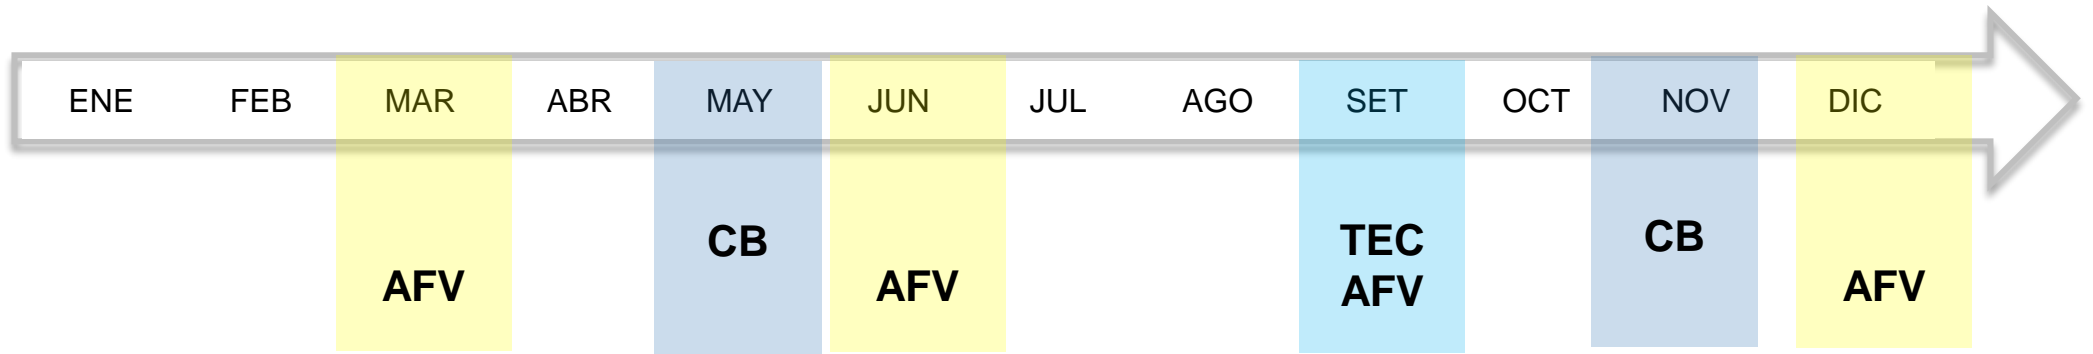 ENE FEB MAR ABR MAY JUN JUL AGO SET OCT NOV DIC
CB TEC CB
AFV AFV AFV AFV